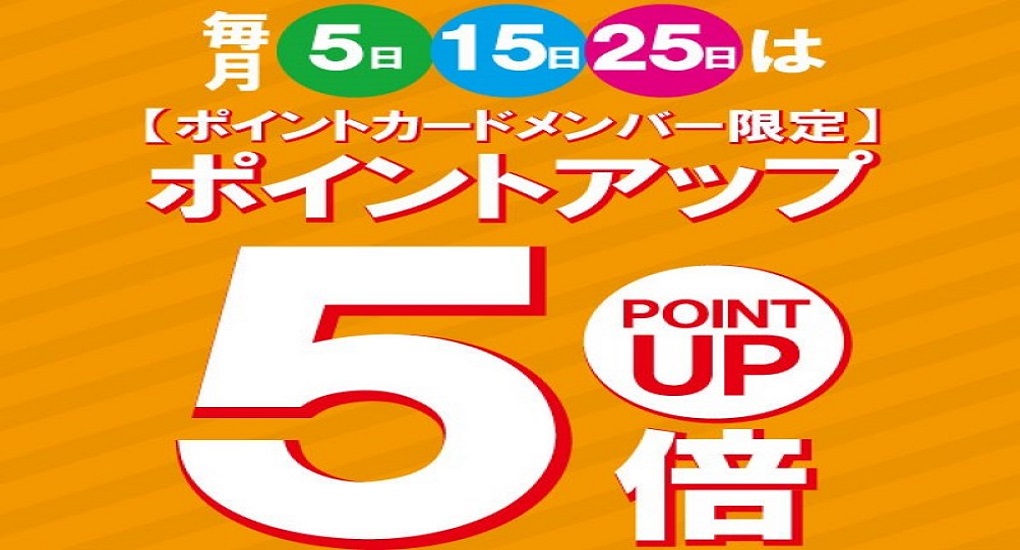 毎月 5日 15日 25日 は
【ポイントカードメンバー限定】
ポイントアップ
5倍
POINT
UP